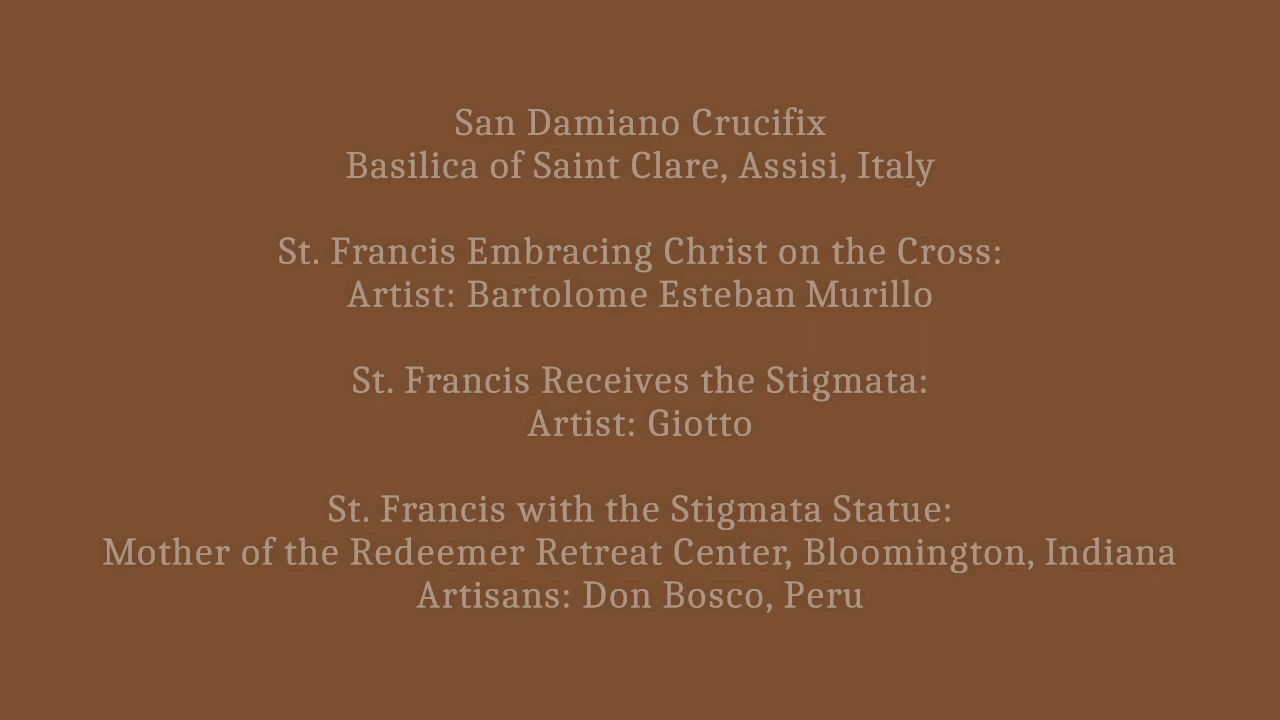 San Damiano Crucifix
Basilica of Saint Clare, Assisi, Italy
St. Francis Embracing Christ on the Cross:
Artist: Bartolome Esteban Murillo
St. Francis Receives the Stigmata:
Artist: Giotto
St. Francis with the Stigmata Statue:
Mother of the Redeemer Retreat Center, Bloomington, Indiana
Artisans: Don Bosco, Peru